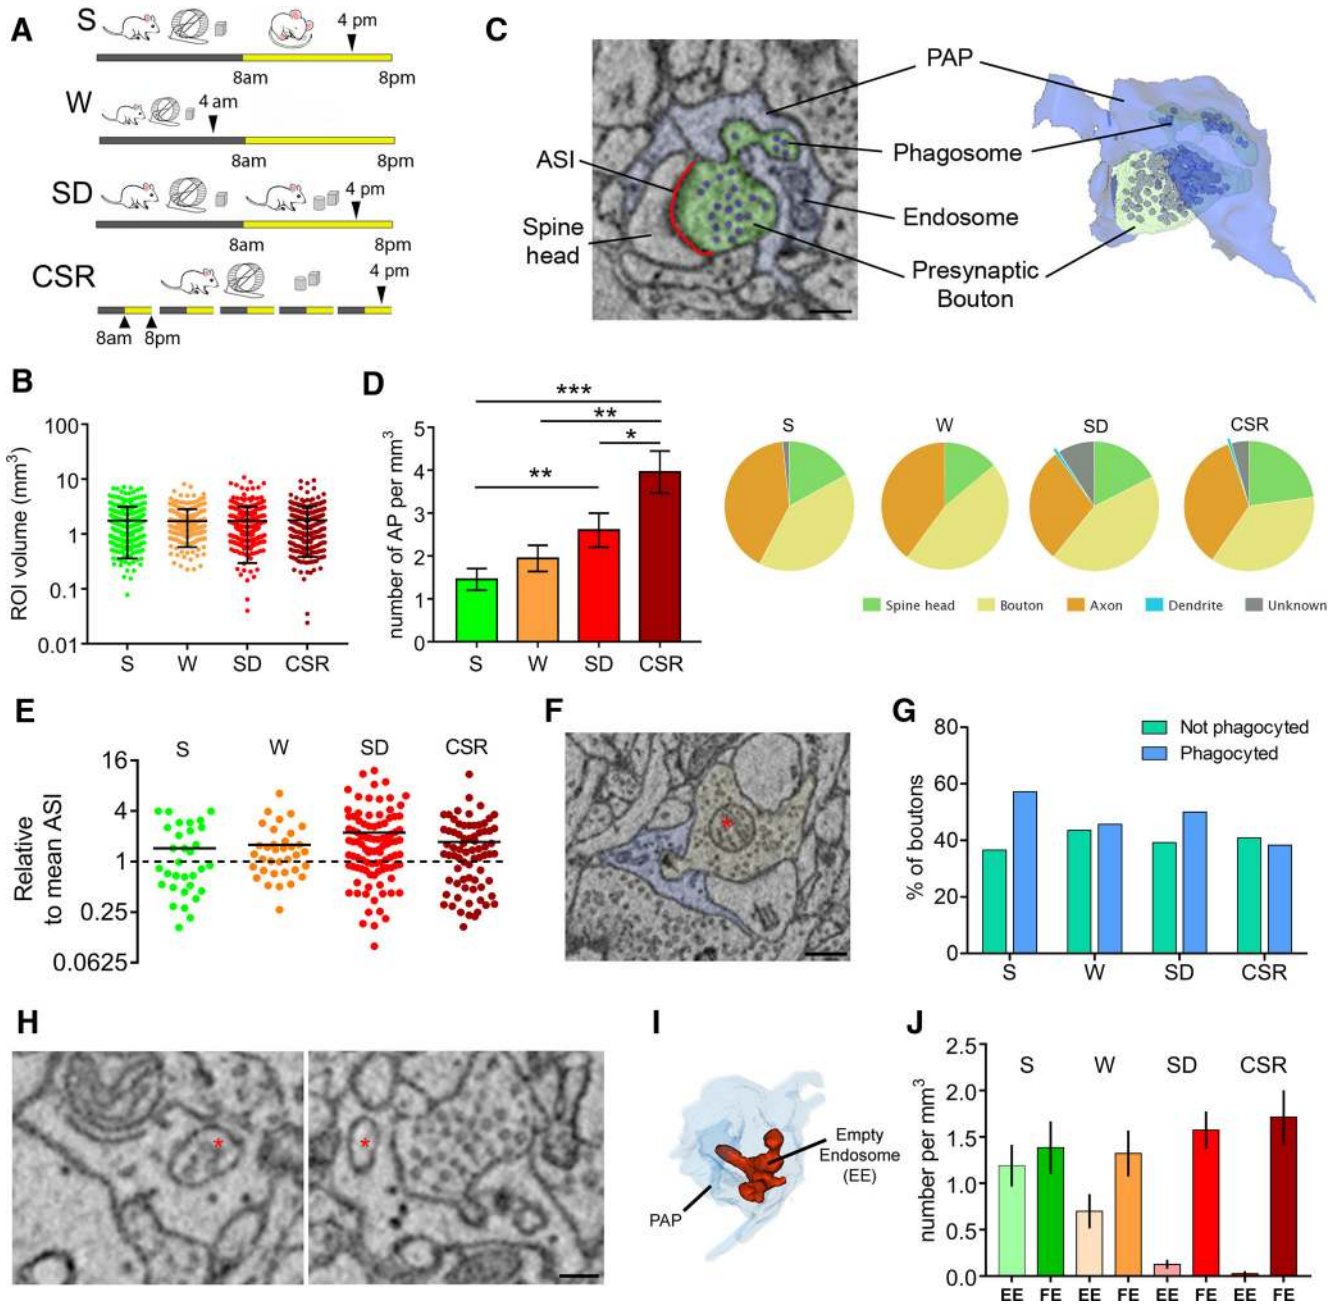 A
S
4 pm
8am
8pm
W
4 am
8am
8pm
SD
4 pm
8am
8pm
CSR
4 pm
8am
8pm
B
ROI volume (mm³)
100
10
1
0.1
0.01
S W SD CSR
C
PAP
ASI
Phagosome
Spine
head
Endosome
Presynaptic
Bouton
D
number of AP per mm³
5
4
3
2
1
0
***
**
*
**
S W SD CSR
S W SD CSR
Spine head Bouton Axon Dendrite Unknown
E
Relative
to mean ASI
S W SD CSR
16
4
1
0.25
0.0625
F
*
G
% of boutons
80
60
40
20
0
Not phagocyted
Phagocyted
S W SD CSR
H
*
*
I
Empty
Endosome
(EE)
PAP
J
number per mm³
2.5
2.0
1.5
1.0
0.5
0.0
S W SD CSR
EE FE EE FE EE FE EE FE